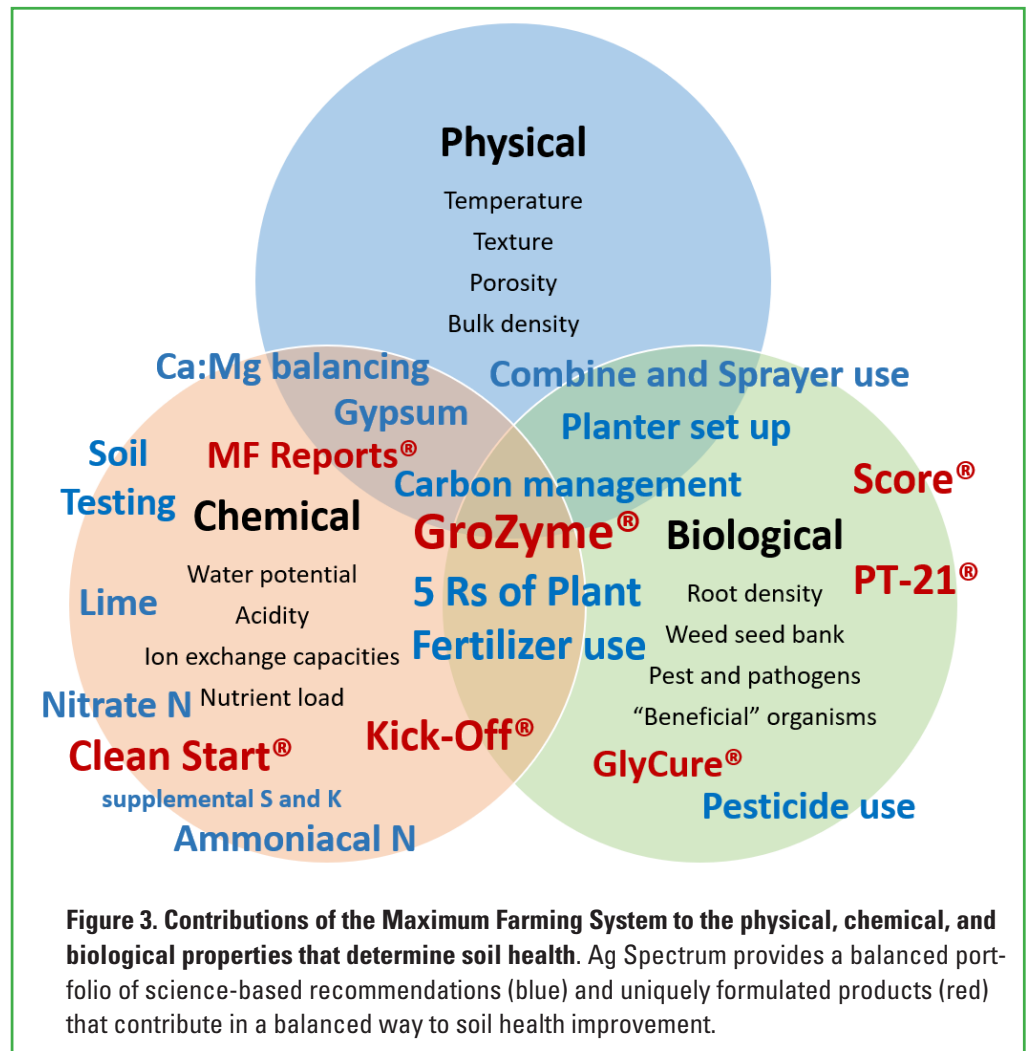 Physical
Temperature
Texture
Porosity
Bulk density
Ca:Mg balancing
Gypsum
Combine and Sprayer use
Planter set up
Soil
Testing
MF Reports®
Carbon management
Score®
Chemical
GroZyme®
Biological
PT-21®
Water potential
Acidity
Ion exchange capacities
Nutrient load
Lime
5 Rs of Plant
Fertilizer use
Root density
Weed seed bank
Pest and pathogens
“Beneficial” organisms
Nitrate N
Clean Start®
Kick-Off®
GlyCure®
supplemental S and K
Pesticide use
Ammoniacal N
Figure 3. Contributions of the Maximum Farming System to the physical, chemical, and
biological properties that determine soil health. Ag Spectrum provides a balanced port-
folio of science-based recommendations (blue) and uniquely formulated products (red)
that contribute in a balanced way to soil health improvement.